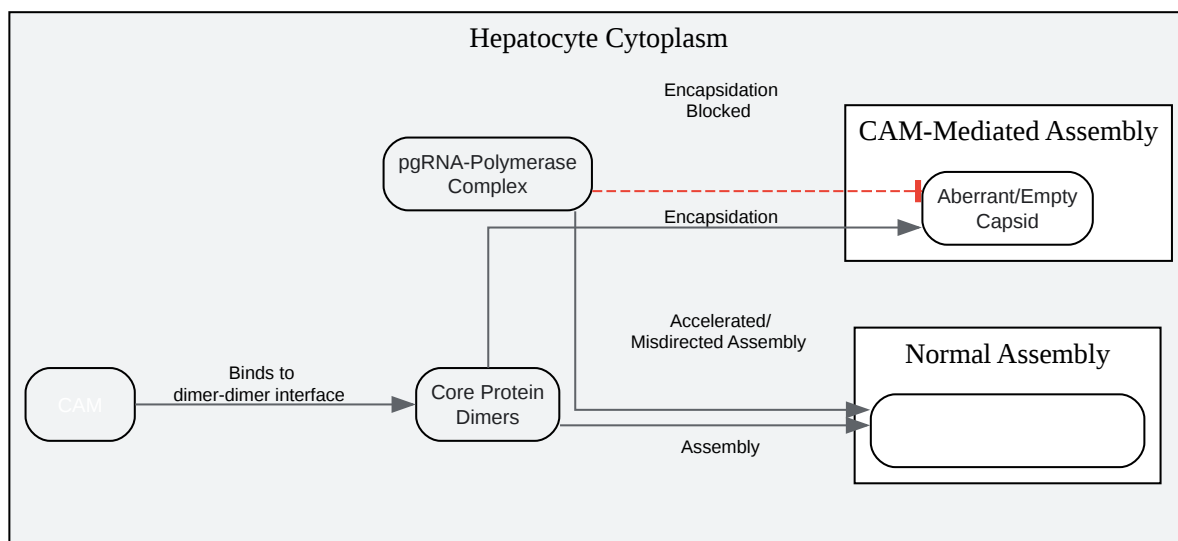 Hepatocyte Cytoplasm
Encapsidation
Blocked
CAM-Mediated Assembly
pgRNA-Polymerase
Complex
Aberrant/Empty
Capsid
Encapsidation
Accelerated/
Misdirected Assembly
Normal Assembly
Binds to
dimer-dimer interface
CAM
Core Protein
Dimers
Assembly